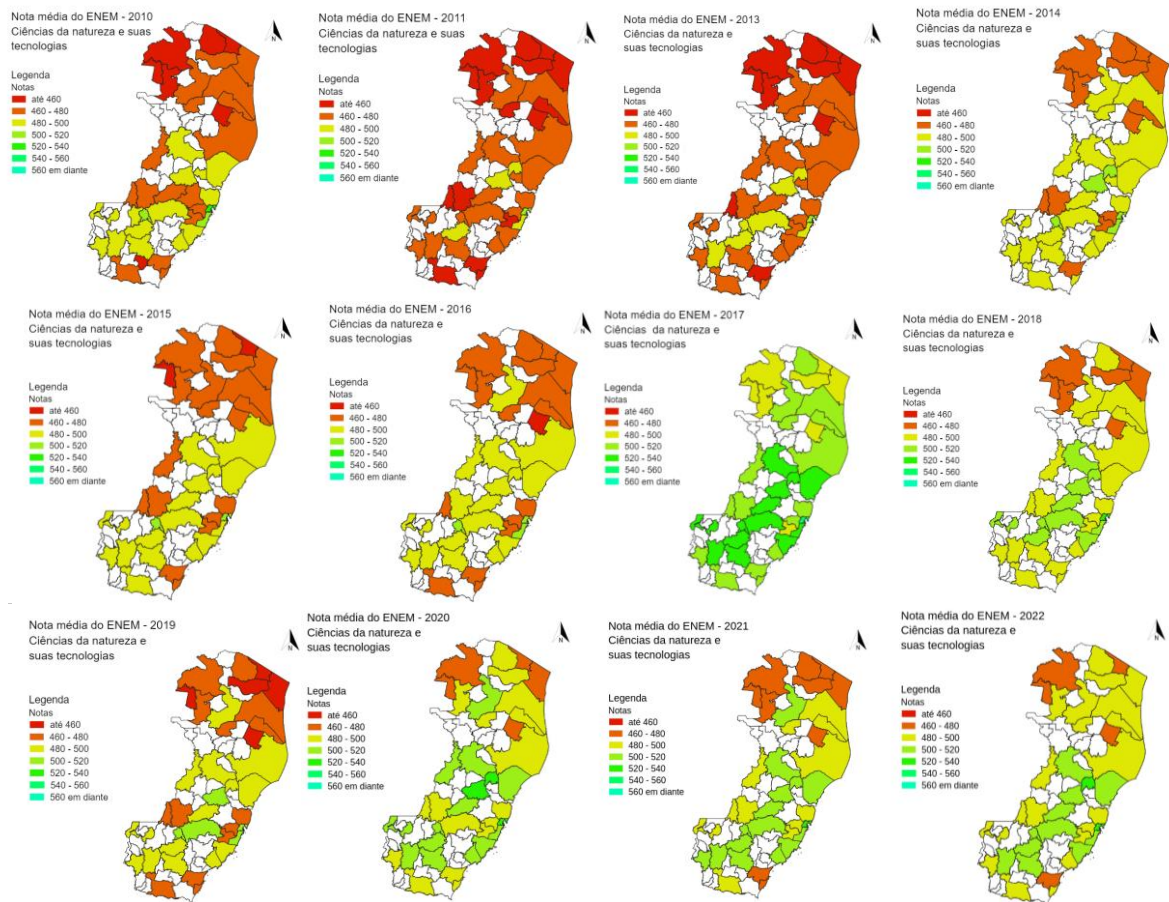 Nota média do ENEM - 2010
Ciências da natureza e suas
tecnologias
Legenda
Notas
até 460
460 - 480
480 - 500
500 - 520
520 - 540
540 - 560
560 em diante
N
Nota média do ENEM - 2011
Ciências da natureza e suas
tecnologias
Legenda
Notas
até 460
460 - 480
480 - 500
500 - 520
520 - 540
540 - 560
560 em diante
N
Nota média do ENEM - 2013
Ciências da natureza e
suas tecnologias
Legenda
Notas
até 460
460 - 480
480 - 500
500 - 520
520 - 540
540 - 560
560 em diante
N
Nota média do ENEM - 2014
Ciências da natureza e
suas tecnologias
Legenda
Notas
até 460
460 - 480
480 - 500
500 - 520
520 - 540
540 - 560
560 em diante
N
Nota média do ENEM - 2015
Ciências da natureza e
suas tecnologias
Legenda
Notas
até 460
460 - 480
480 - 500
500 - 520
520 - 540
540 - 560
560 em diante
N
Nota média do ENEM - 2016
Ciências da natureza e
suas tecnologias
Legenda
Notas
até 460
460 - 480
480 - 500
500 - 520
520 - 540
540 - 560
560 em diante
N
Nota média do ENEM - 2017
Ciências da natureza e
suas tecnologias
Legenda
Notas
até 460
460 - 480
480 - 500
500 - 520
520 - 540
540 - 560
560 em diante
N
Nota média do ENEM - 2018
Ciências da natureza e
suas tecnologias
Legenda
Notas
até 460
460 - 480
480 - 500
500 - 520
520 - 540
540 - 560
560 em diante
N
Nota média do ENEM - 2019
Ciências da natureza e
suas tecnologias
Legenda
Notas
até 460
460 - 480
480 - 500
500 - 520
520 - 540
540 - 560
560 em diante
N
Nota média do ENEM - 2020
Ciências da natureza e
suas tecnologias
Legenda
Notas
até 460
460 - 480
480 - 500
500 - 520
520 - 540
540 - 560
560 em diante
N
Nota média do ENEM - 2021
Ciências da natureza e
suas tecnologias
Legenda
Notas
até 460
460 - 480
480 - 500
500 - 520
520 - 540
540 - 560
560 em diante
N
Nota média do ENEM - 2022
Ciências da natureza e
suas tecnologias
Legenda
Notas
até 460
460 - 480
480 - 500
500 - 520
520 - 540
540 - 560
560 em diante
N